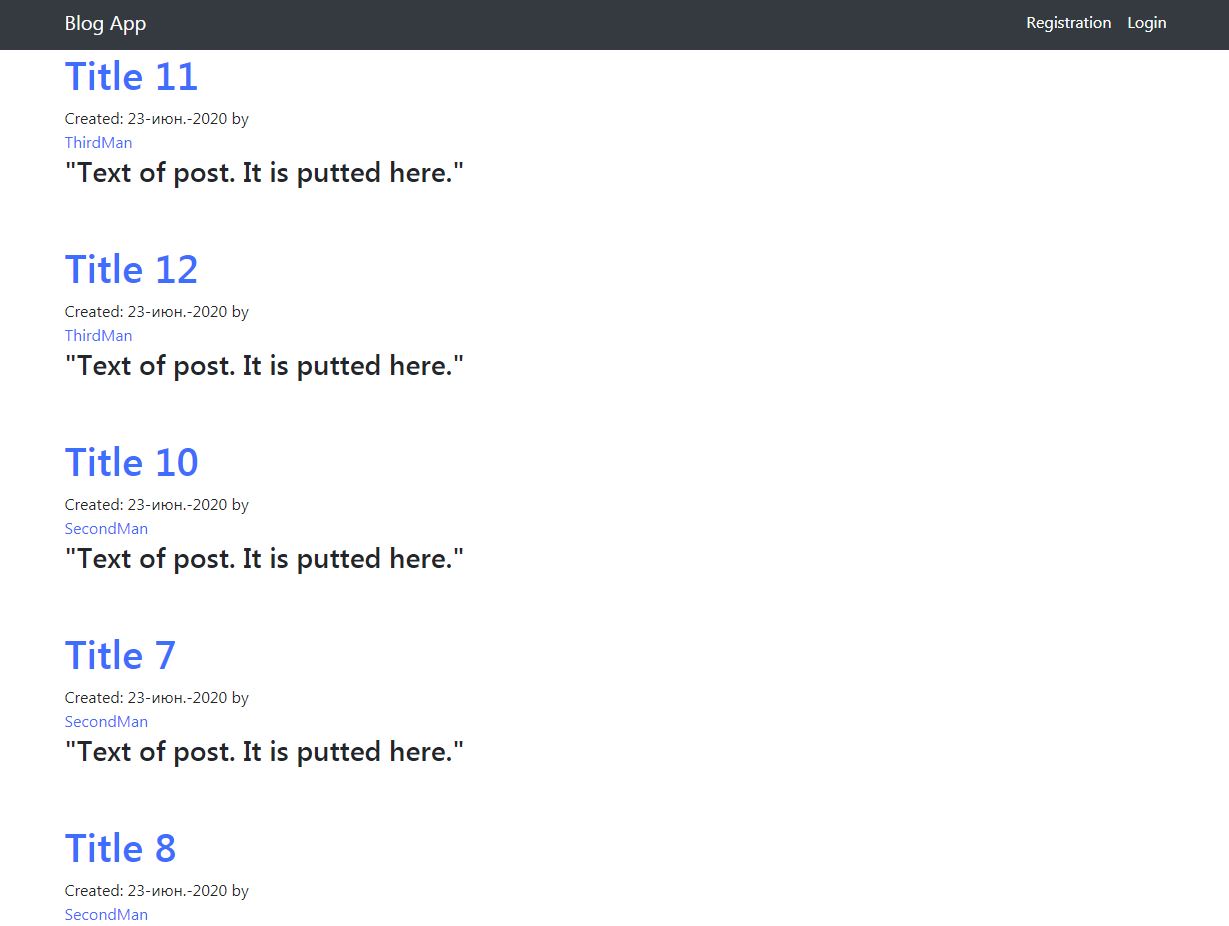 Blog App
Registration Login
Title 11
Created: 23-июн.-2020 by
ThirdMan
"Text of post. It is putted here."
Title 12
Created: 23-июн.-2020 by
ThirdMan
"Text of post. It is putted here."
Title 10
Created: 23-июн.-2020 by
SecondMan
"Text of post. It is putted here."
Title 7
Created: 23-июн.-2020 by
SecondMan
"Text of post. It is putted here."
Title 8
Created: 23-июн.-2020 by
SecondMan